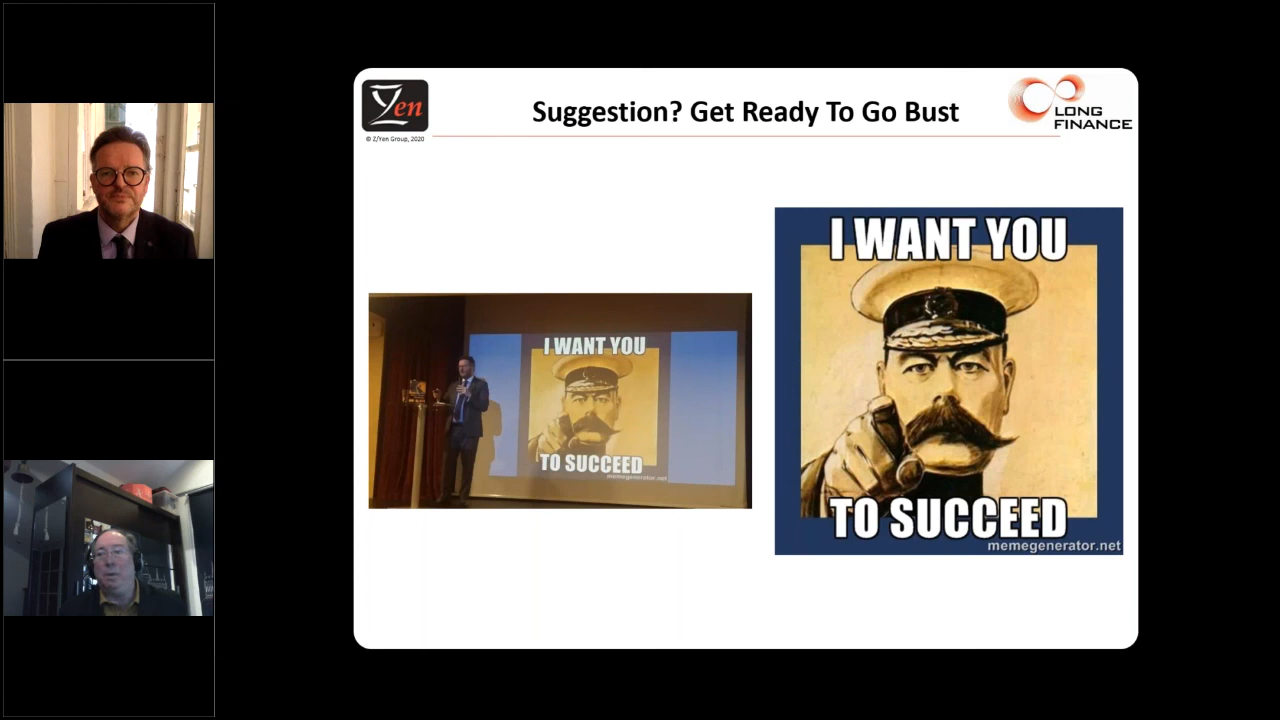 Z/Yen
© Z/Yen Group, 2020
Suggestion? Get Ready To Go Bust
LONG
FINANCE
I WANT YOU
TO SUCCEED
memegenerator.net
I WANT YOU
TO SUCCEED
memegenerator.net